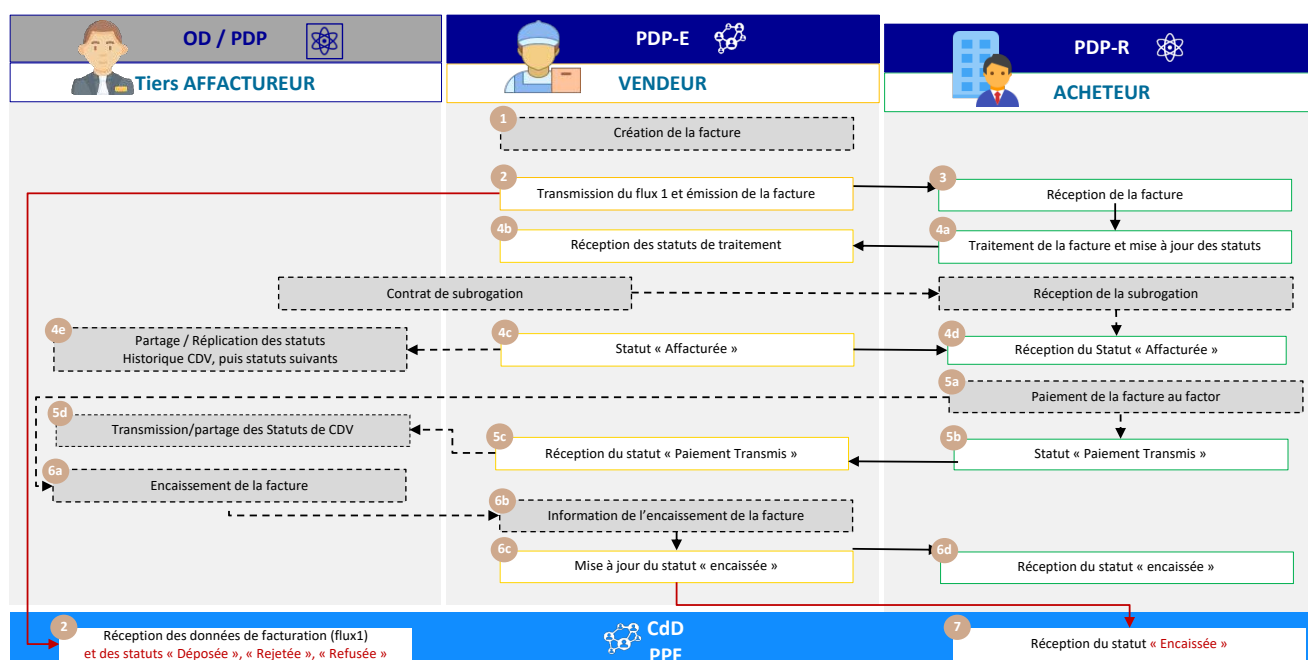 OD / PDP
Tiers AFFACTUREUR
PDP-E
VENDEUR
PDP-R
ACHETEUR
1
Création de la facture
2
Transmission du flux 1 et émission de la facture
3
Réception de la facture
4b
Réception des statuts de traitement
4a
Traitement de la facture et mise à jour des statuts
Contrat de subrogation
Réception de la subrogation
4e
Partage / Réplication des statuts
Historique CDV, puis statuts suivants
4c
Statut « Affacturée »
4d
Réception du Statut « Affacturée »
5a
Paiement de la facture au factor
5d
Transmission/partage des Statuts de CDV
5c
Réception du statut « Paiement Transmis »
5b
Statut « Paiement Transmis »
6a
Encaissement de la facture
6b
Information de l’encaissement de la facture
6c
Mise à jour du statut « encaissée »
6d
Réception du statut « encaissée »
2
Réception des données de facturation (flux1)
et des statuts « Déposée », « Rejetée », « Refusée »
CdD
PPF
7
Réception du statut « Encaissée »